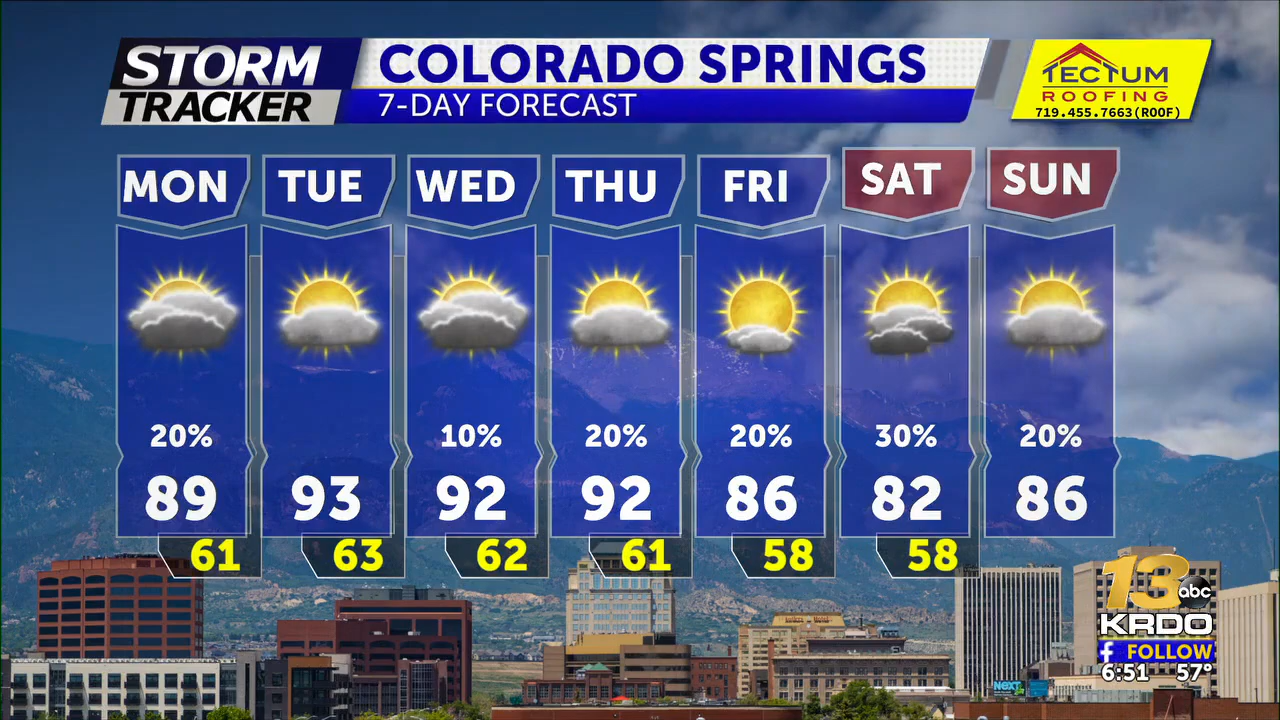 STORM
TRACKER
COLORADO SPRINGS
7-DAY FORECAST
TECTUM
ROOFING
719.455.7663(ROOF)
MON TUE WED THU FRI SAT SUN
20% 10% 20% 20% 30% 20%
89 93 92 92 86 82 86
61 63 62 61 58 58
13 abc
KRDO
f FOLLOW
6:51 57°
NEXT